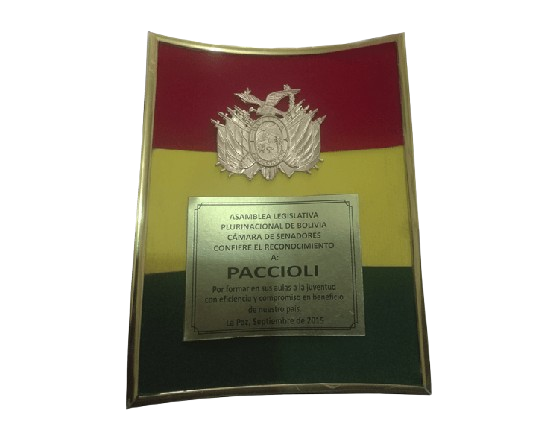 ASAMBLEA LEGISLATIVA
PLURINACIONAL DE BOLIVIA
CÁMARA DE SENADORES
CONFIERE EL RECONOCIMIENTO
A:
PACCIOLI
Por formar en sus aulas a la juventud
con eficiencia y compromiso en beneficio
de nuestro país
La Paz, Septiembre de 2015